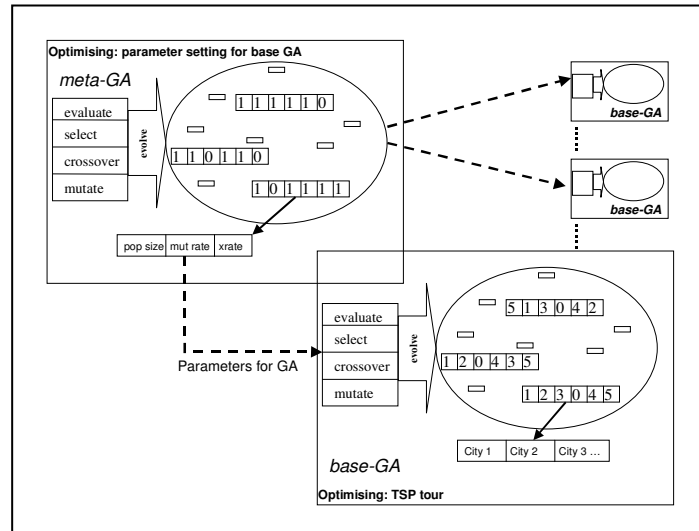 Optimising: parameter setting for base GA
meta-GA
evaluate
select
crossover
mutate
evolve
1 1 1 1 1 0
1 1 0 1 1 0
1 0 1 1 1 1
pop size mut rate xrate
base-GA
base-GA
Parameters for GA
evaluate
select
crossover
mutate
evolve
5 1 3 0 4 2
1 2 0 4 3 5
1 2 3 0 4 5
City 1 City 2 City 3 ...
base-GA
Optimising: TSP tour